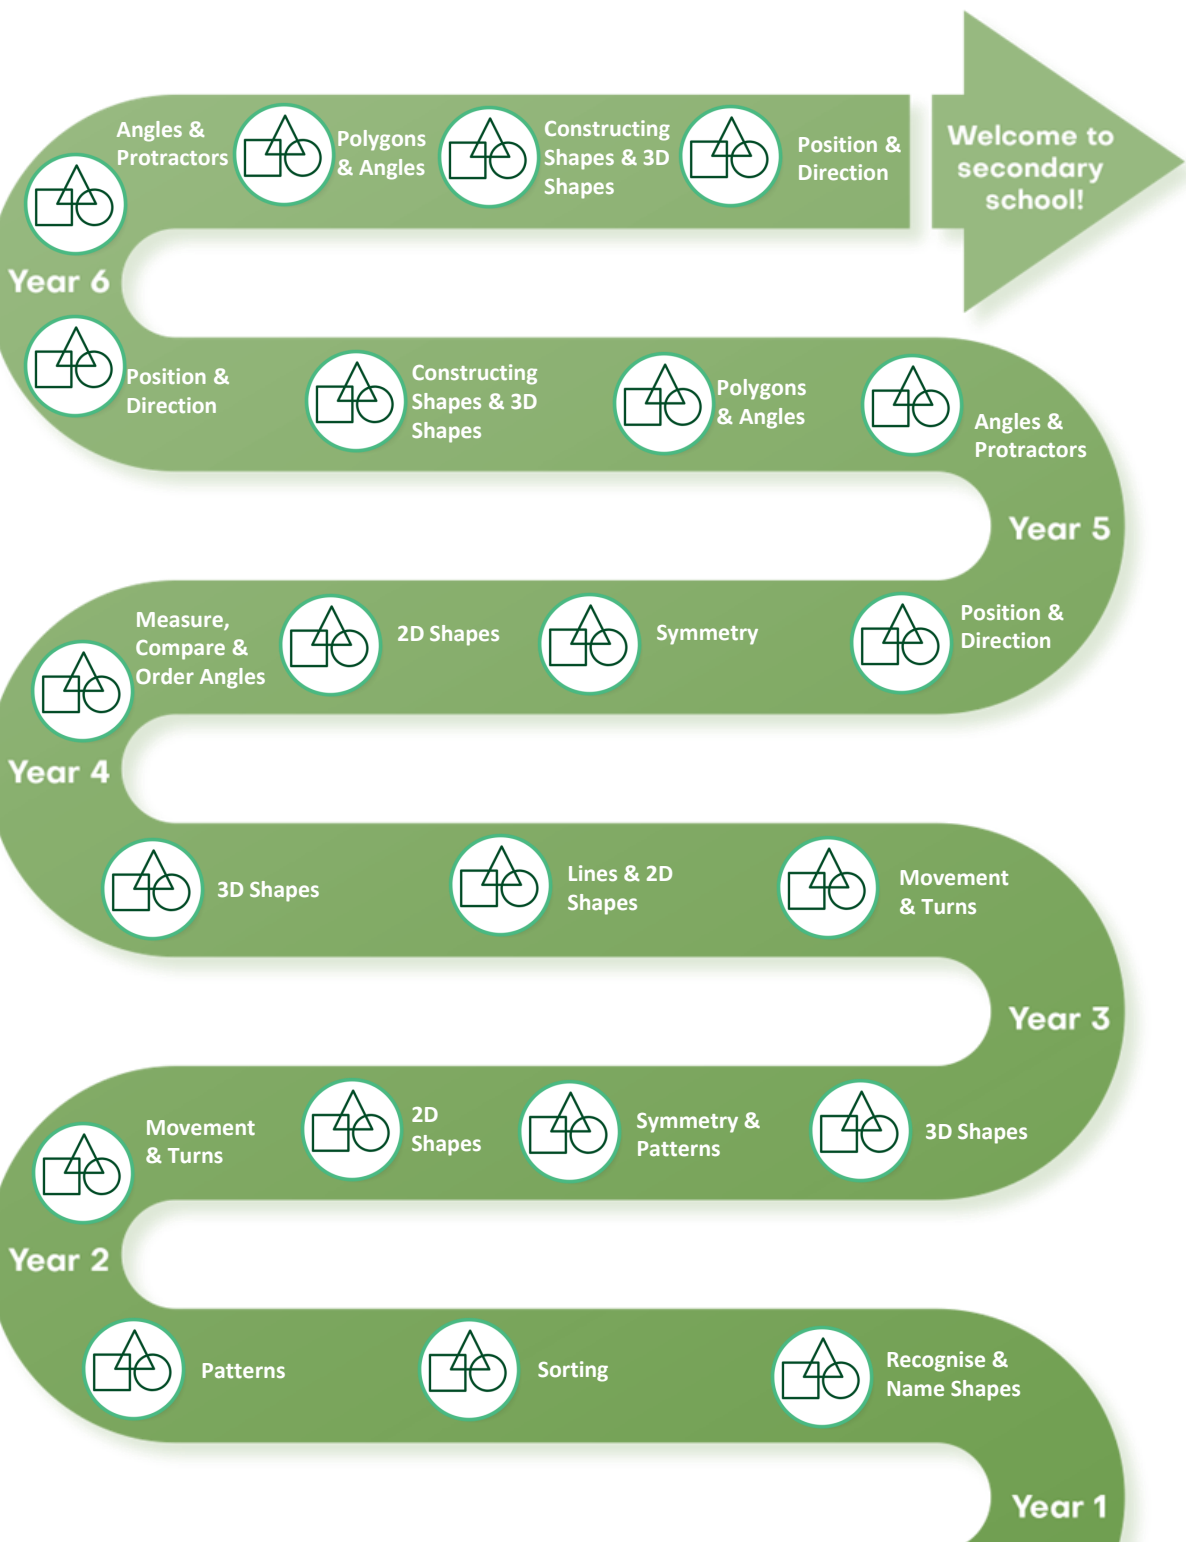 Angles &
Protractors
Polygons
& Angles
Constructing
Shapes & 3D
Shapes
Position &
Direction
Welcome to
secondary
school!
Year 6
Position &
Direction
Constructing
Shapes & 3D
Shapes
Polygons
& Angles
Angles &
Protractors
Year 5
Measure,
Compare &
Order Angles
2D Shapes
Symmetry
Position &
Direction
Year 4
3D Shapes
Lines & 2D
Shapes
Movement
& Turns
Year 3
Movement
& Turns
2D
Shapes
Symmetry &
Patterns
3D Shapes
Year 2
Patterns
Sorting
Recognise &
Name Shapes
Year 1